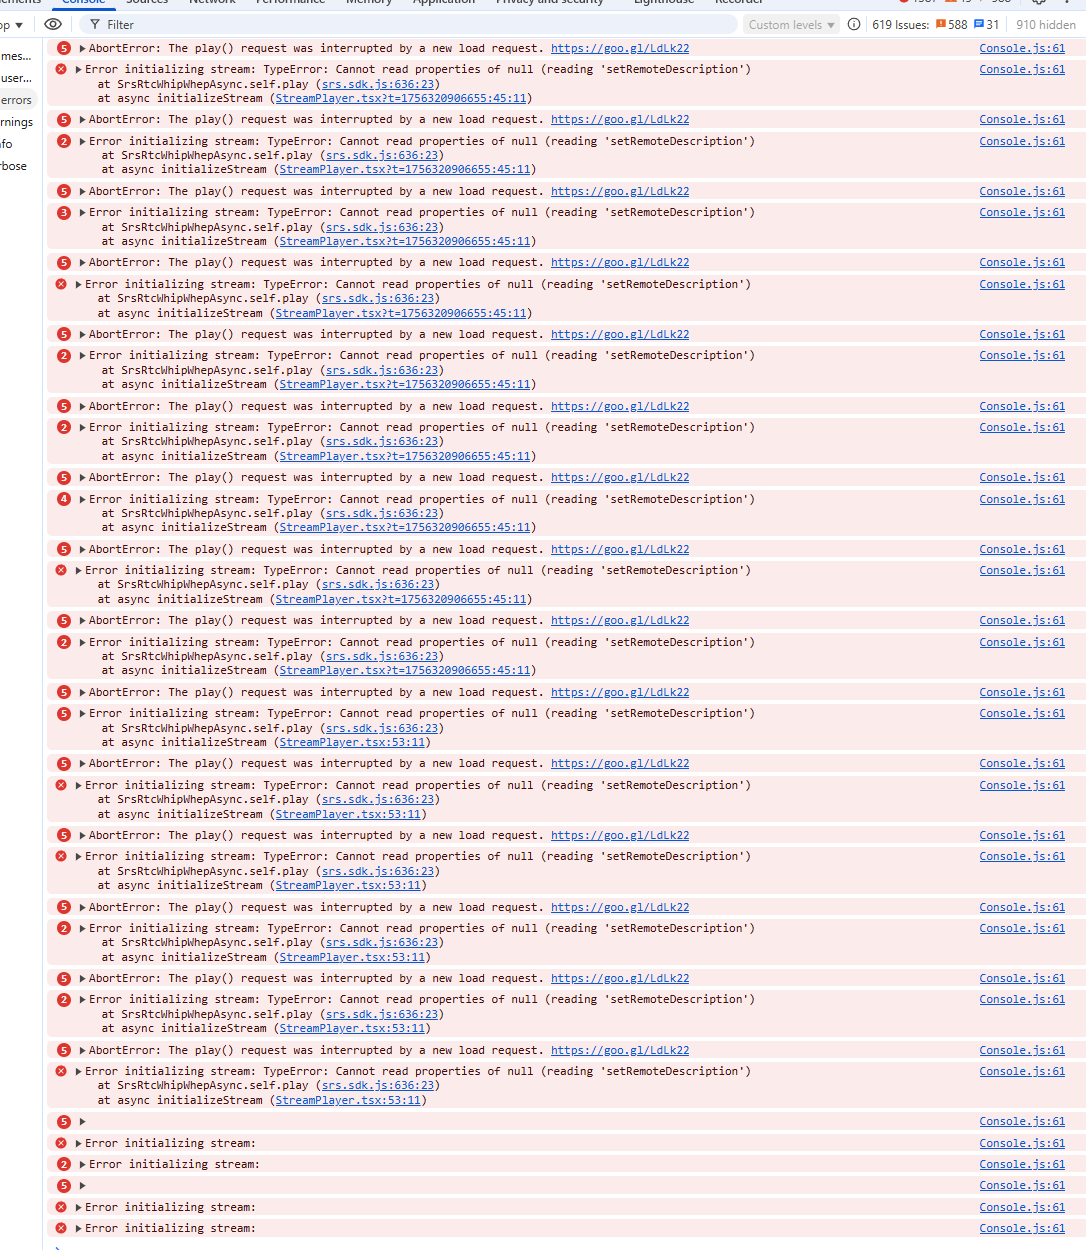 Console
Filter
Custom levels
619 Issues:
588
31
910 hidden
mes...
user...
errors
rnings
nfo
rbose
5 AbortError: The play() request was interrupted by a new load request. https://goo.gl/LdLk22 Console.js:61
Error initializing stream: TypeError: Cannot read properties of null (reading 'setRemoteDescription') Console.js:61
at SrsRtcWhipWhepAsync.self.play (srs.sdk.js:636:23)
at async initializeStream (StreamPlayer.tsx?t=1756320906655:45:11)
5 AbortError: The play() request was interrupted by a new load request. https://goo.gl/LdLk22 Console.js:61
2 Error initializing stream: TypeError: Cannot read properties of null (reading 'setRemoteDescription') Console.js:61
at SrsRtcWhipWhepAsync.self.play (srs.sdk.js:636:23)
at async initializeStream (StreamPlayer.tsx?t=1756320906655:45:11)
5 AbortError: The play() request was interrupted by a new load request. https://goo.gl/LdLk22 Console.js:61
3 Error initializing stream: TypeError: Cannot read properties of null (reading 'setRemoteDescription') Console.js:61
at SrsRtcWhipWhepAsync.self.play (srs.sdk.js:636:23)
at async initializeStream (StreamPlayer.tsx?t=1756320906655:45:11)
5 AbortError: The play() request was interrupted by a new load request. https://goo.gl/LdLk22 Console.js:61
Error initializing stream: TypeError: Cannot read properties of null (reading 'setRemoteDescription') Console.js:61
at SrsRtcWhipWhepAsync.self.play (srs.sdk.js:636:23)
at async initializeStream (StreamPlayer.tsx?t=1756320906655:45:11)
5 AbortError: The play() request was interrupted by a new load request. https://goo.gl/LdLk22 Console.js:61
2 Error initializing stream: TypeError: Cannot read properties of null (reading 'setRemoteDescription') Console.js:61
at SrsRtcWhipWhepAsync.self.play (srs.sdk.js:636:23)
at async initializeStream (StreamPlayer.tsx?t=1756320906655:45:11)
5 AbortError: The play() request was interrupted by a new load request. https://goo.gl/LdLk22 Console.js:61
2 Error initializing stream: TypeError: Cannot read properties of null (reading 'setRemoteDescription') Console.js:61
at SrsRtcWhipWhepAsync.self.play (srs.sdk.js:636:23)
at async initializeStream (StreamPlayer.tsx?t=1756320906655:45:11)
5 AbortError: The play() request was interrupted by a new load request. https://goo.gl/LdLk22 Console.js:61
4 Error initializing stream: TypeError: Cannot read properties of null (reading 'setRemoteDescription') Console.js:61
at SrsRtcWhipWhepAsync.self.play (srs.sdk.js:636:23)
at async initializeStream (StreamPlayer.tsx?t=1756320906655:45:11)
5 AbortError: The play() request was interrupted by a new load request. https://goo.gl/LdLk22 Console.js:61
Error initializing stream: TypeError: Cannot read properties of null (reading 'setRemoteDescription') Console.js:61
at SrsRtcWhipWhepAsync.self.play (srs.sdk.js:636:23)
at async initializeStream (StreamPlayer.tsx?t=1756320906655:45:11)
5 AbortError: The play() request was interrupted by a new load request. https://goo.gl/LdLk22 Console.js:61
2 Error initializing stream: TypeError: Cannot read properties of null (reading 'setRemoteDescription') Console.js:61
at SrsRtcWhipWhepAsync.self.play (srs.sdk.js:636:23)
at async initializeStream (StreamPlayer.tsx?t=1756320906655:45:11)
5 AbortError: The play() request was interrupted by a new load request. https://goo.gl/LdLk22 Console.js:61
5 Error initializing stream: TypeError: Cannot read properties of null (reading 'setRemoteDescription') Console.js:61
at SrsRtcWhipWhepAsync.self.play (srs.sdk.js:636:23)
at async initializeStream (StreamPlayer.tsx:53:11)
5 AbortError: The play() request was interrupted by a new load request. https://goo.gl/LdLk22 Console.js:61
Error initializing stream: TypeError: Cannot read properties of null (reading 'setRemoteDescription') Console.js:61
at SrsRtcWhipWhepAsync.self.play (srs.sdk.js:636:23)
at async initializeStream (StreamPlayer.tsx:53:11)
5 AbortError: The play() request was interrupted by a new load request. https://goo.gl/LdLk22 Console.js:61
Error initializing stream: TypeError: Cannot read properties of null (reading 'setRemoteDescription') Console.js:61
at SrsRtcWhipWhepAsync.self.play (srs.sdk.js:636:23)
at async initializeStream (StreamPlayer.tsx:53:11)
5 AbortError: The play() request was interrupted by a new load request. https://goo.gl/LdLk22 Console.js:61
2 Error initializing stream: TypeError: Cannot read properties of null (reading 'setRemoteDescription') Console.js:61
at SrsRtcWhipWhepAsync.self.play (srs.sdk.js:636:23)
at async initializeStream (StreamPlayer.tsx:53:11)
5 AbortError: The play() request was interrupted by a new load request. https://goo.gl/LdLk22 Console.js:61
2 Error initializing stream: TypeError: Cannot read properties of null (reading 'setRemoteDescription') Console.js:61
at SrsRtcWhipWhepAsync.self.play (srs.sdk.js:636:23)
at async initializeStream (StreamPlayer.tsx:53:11)
5 AbortError: The play() request was interrupted by a new load request. https://goo.gl/LdLk22 Console.js:61
Error initializing stream: TypeError: Cannot read properties of null (reading 'setRemoteDescription') Console.js:61
at SrsRtcWhipWhepAsync.self.play (srs.sdk.js:636:23)
at async initializeStream (StreamPlayer.tsx:53:11)
5 Console.js:61
Error initializing stream: Console.js:61
2 Error initializing stream: Console.js:61
5 Console.js:61
Error initializing stream: Console.js:61
Error initializing stream: Console.js:61